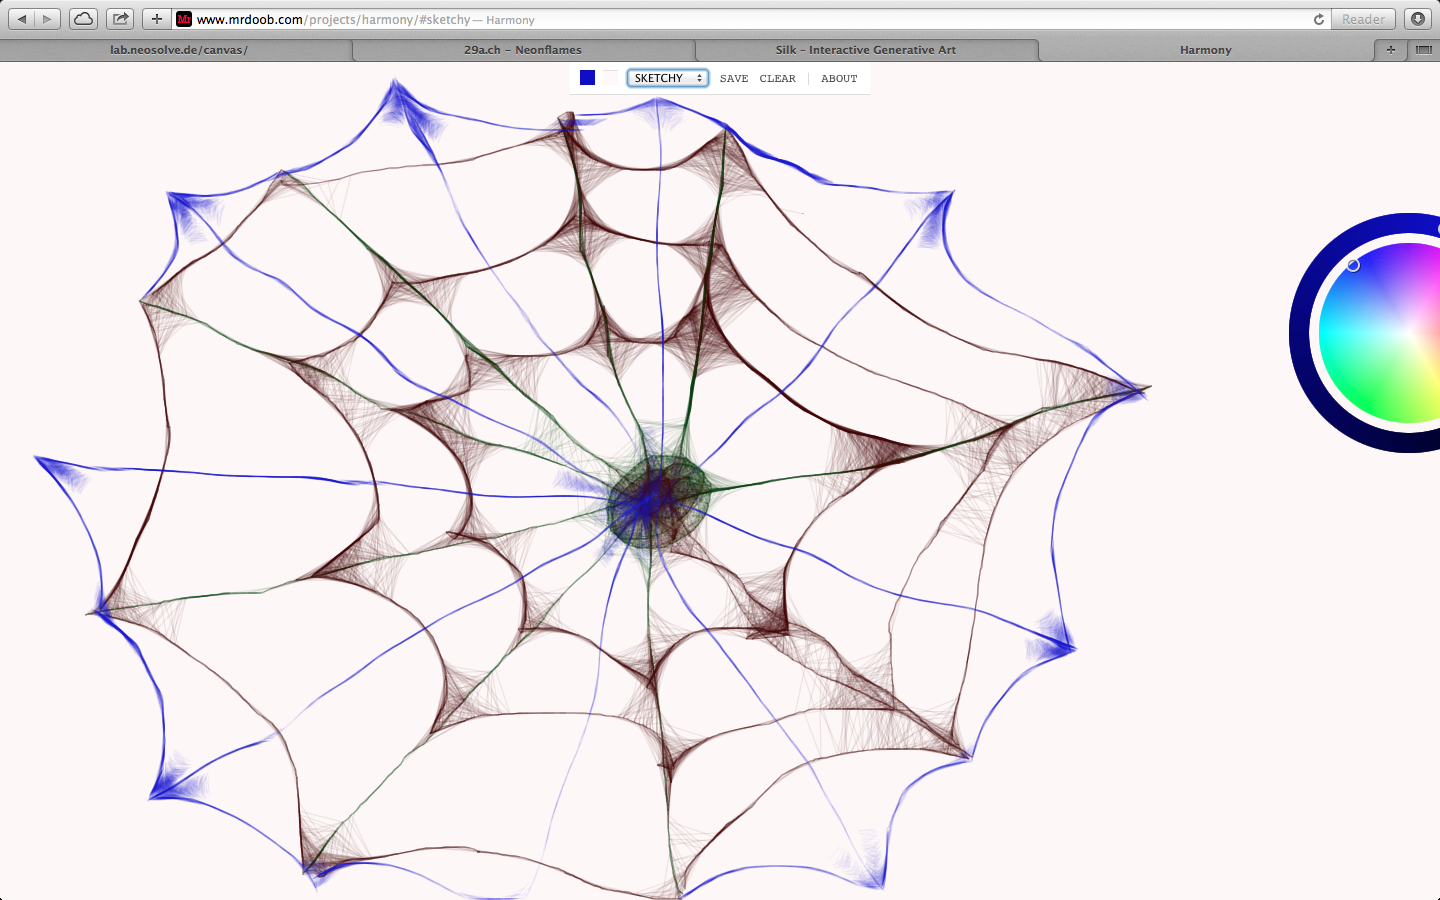 Mr www.mrdoob.com/projects/harmony/#sketchy — Harmony Reader
lab.neosolve.de/canvas/ 29a.ch – Neonflames Silk – Interactive Generative Art Harmony
SKETCHY SAVE CLEAR | ABOUT